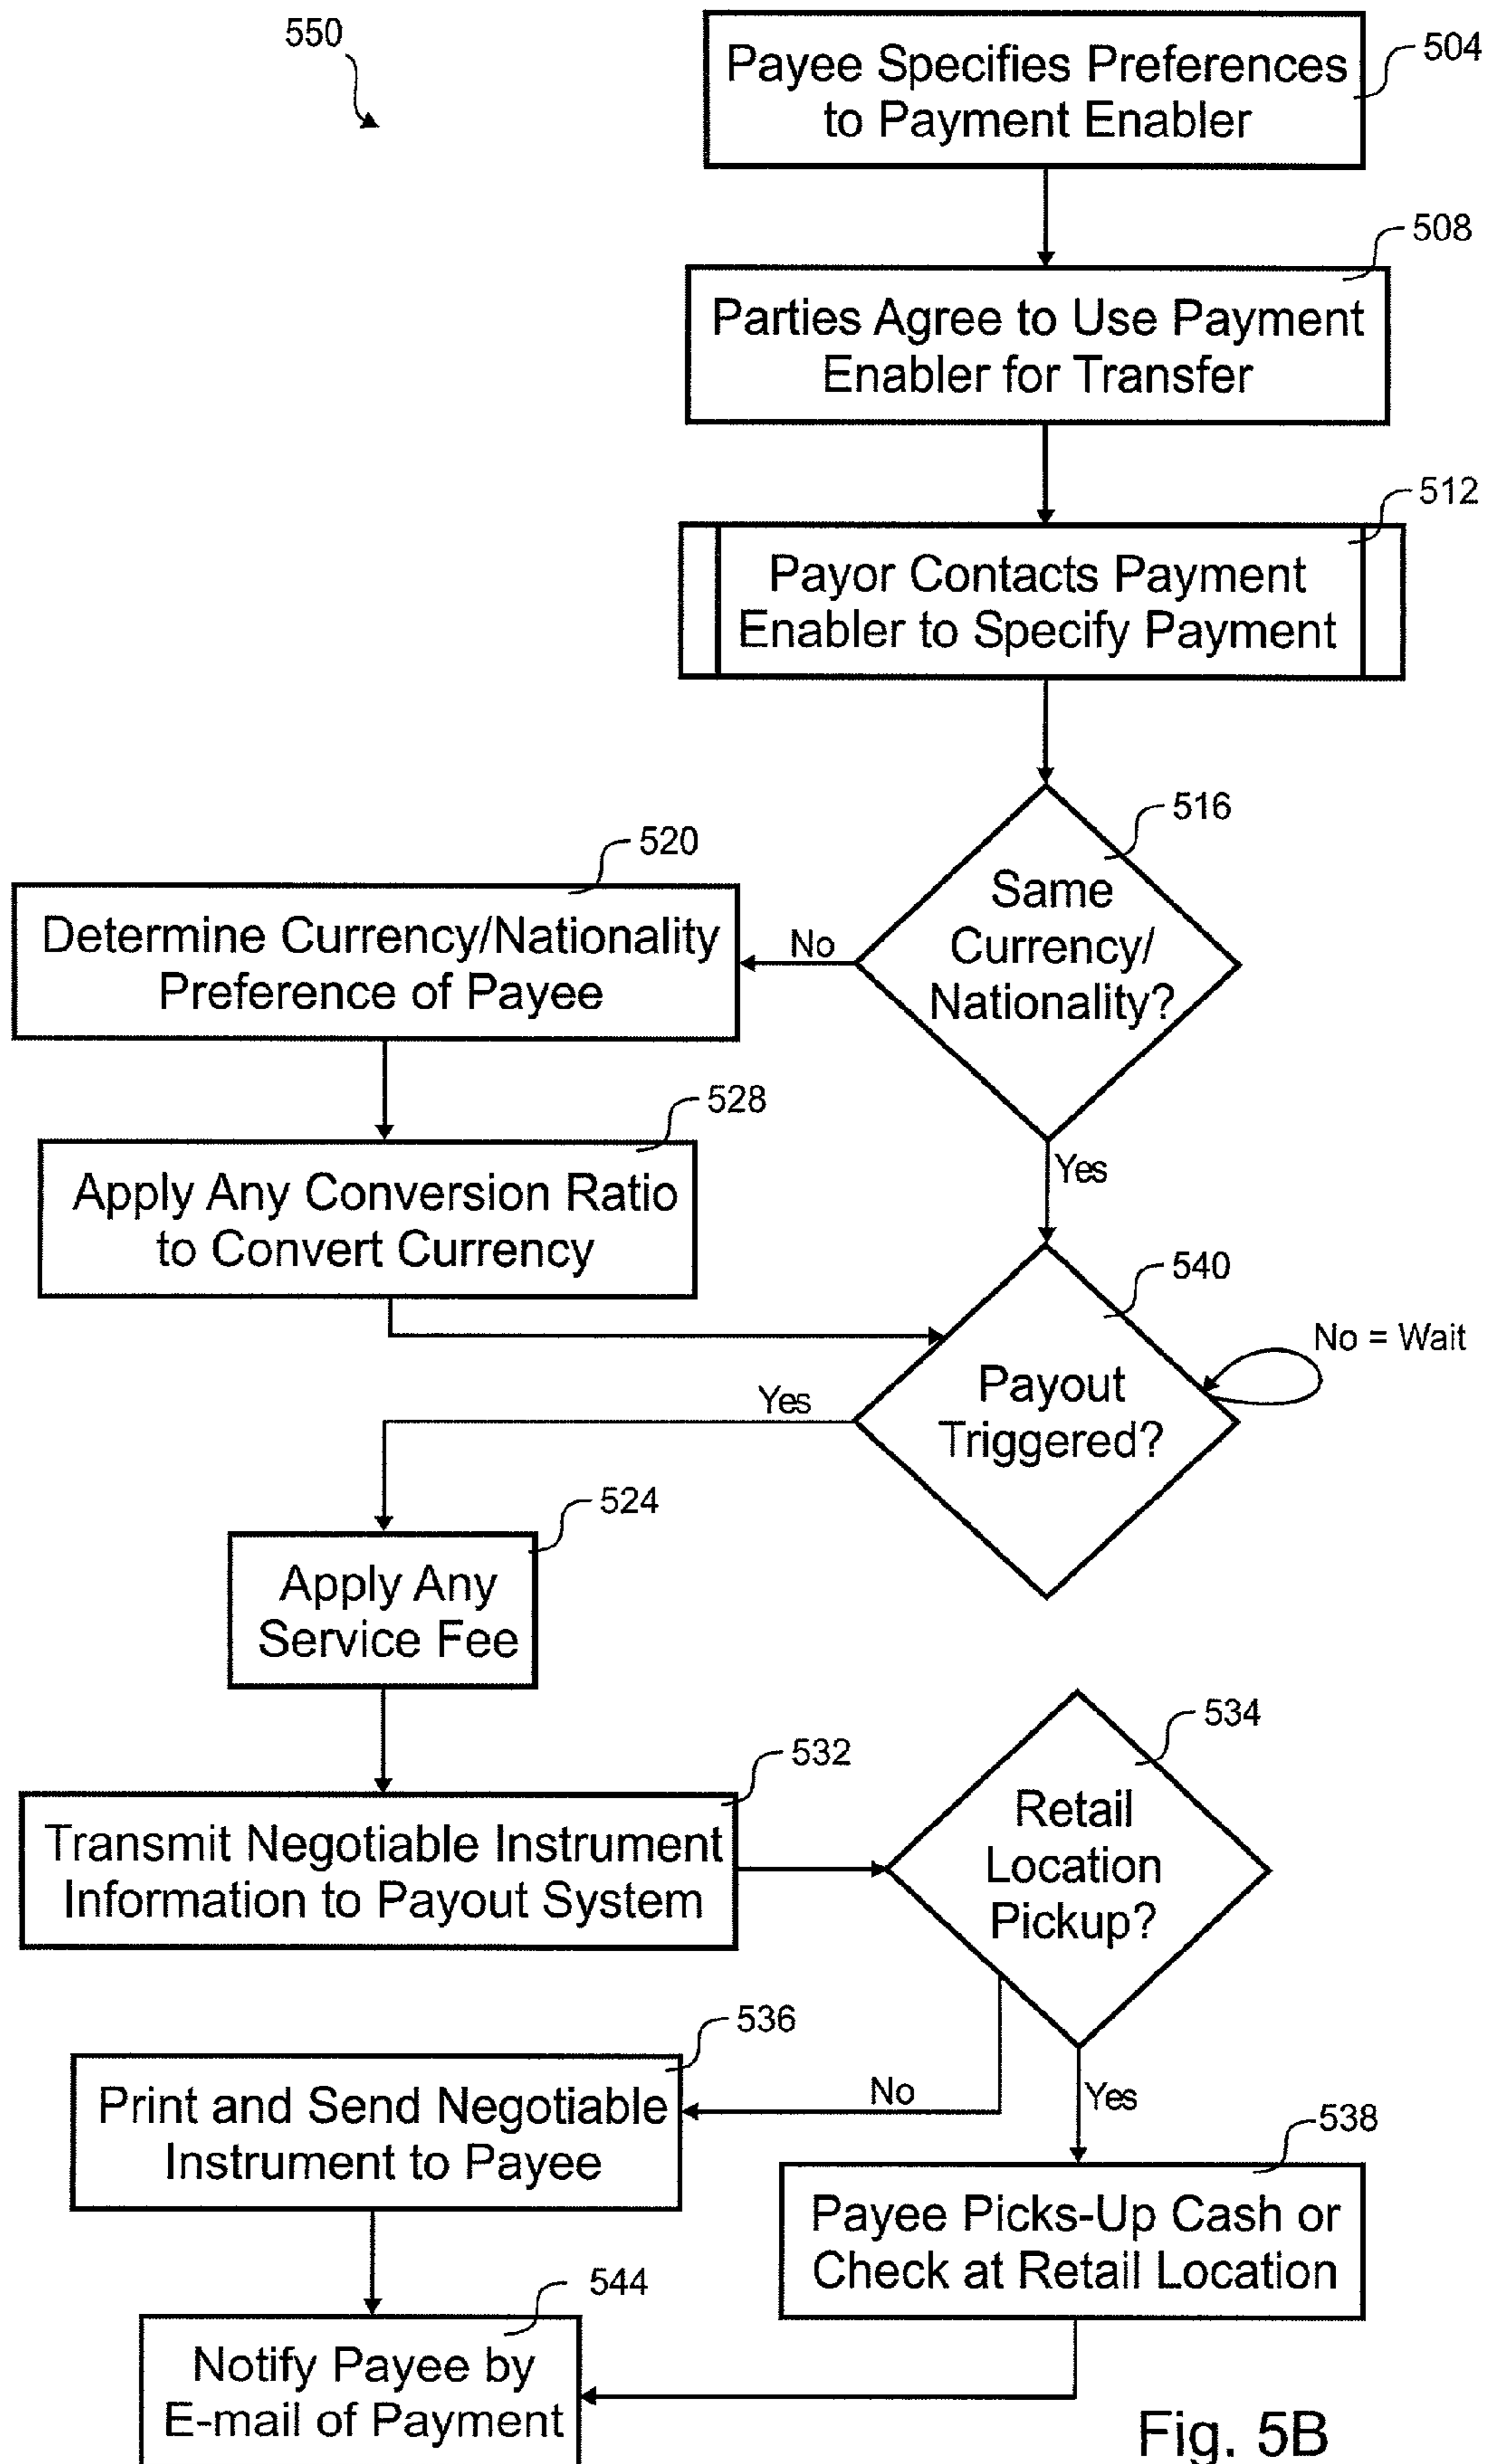 550
504
Payee Specifies Preferences
to Payment Enabler
508
Parties Agree to Use Payment
Enabler for Transfer
512
Payor Contacts Payment
Enabler to Specify Payment
516
Same
Currency/
Nationality?
No
Yes
520
Determine Currency/Nationality
Preference of Payee
528
Apply Any Conversion Ratio
to Convert Currency
540
Payout
Triggered?
No = Wait
Yes
524
Apply Any
Service Fee
532
Transmit Negotiable Instrument
Information to Payout System
534
Retail
Location
Pickup?
No
Yes
536
Print and Send Negotiable
Instrument to Payee
538
Payee Picks-Up Cash or
Check at Retail Location
544
Notify Payee by
E-mail of Payment
Fig. 5B